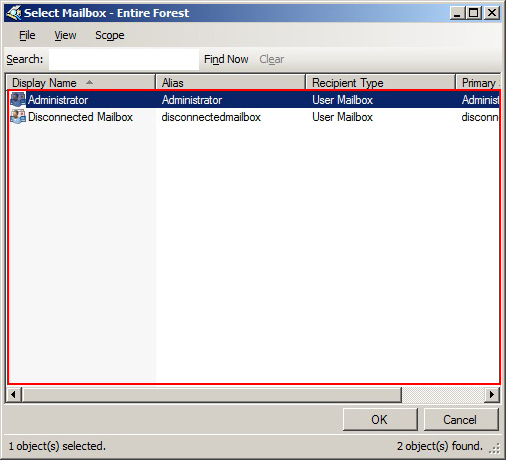 Select Mailbox - Entire Forest
File View Scope
Search: Find Now Clear
Display Name Alias Recipient Type Primary
Administrator Administrator User Mailbox Administ
Disconnected Mailbox disconnectedmailbox User Mailbox disconn
OK Cancel
1 object(s) selected. 2 object(s) found.